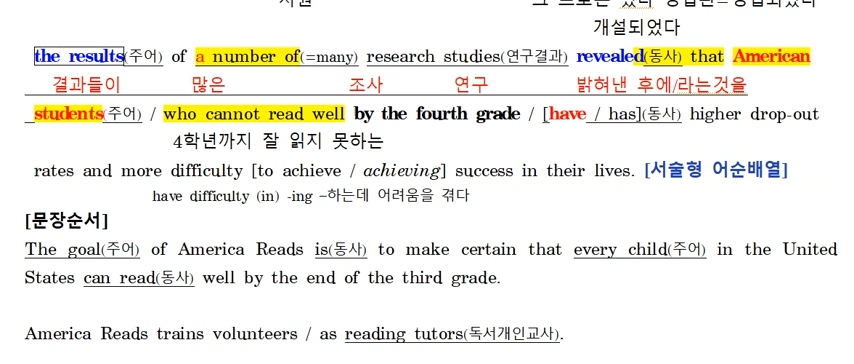 개설되었다
the results(주어) of a number of(=many) research studies(연구결과) revealed(동사) that American
결과들이 많은 조사 연구 밝혀낸 후에/라는것을
students(주어) / who cannot read well by the fourth grade / [have / has](동사) higher drop-out
4학년까지 잘 읽지 못하는
rates and more difficulty [to achieve / achieving] success in their lives. [서술형 어순배열]
have difficulty (in) -ing –하는데 어려움을 겪다
[문장순서]
The goal(주어) of America Reads is(동사) to make certain that every child(주어) in the United
States can read(동사) well by the end of the third grade.
America Reads trains volunteers / as reading tutors(독서개인교사).